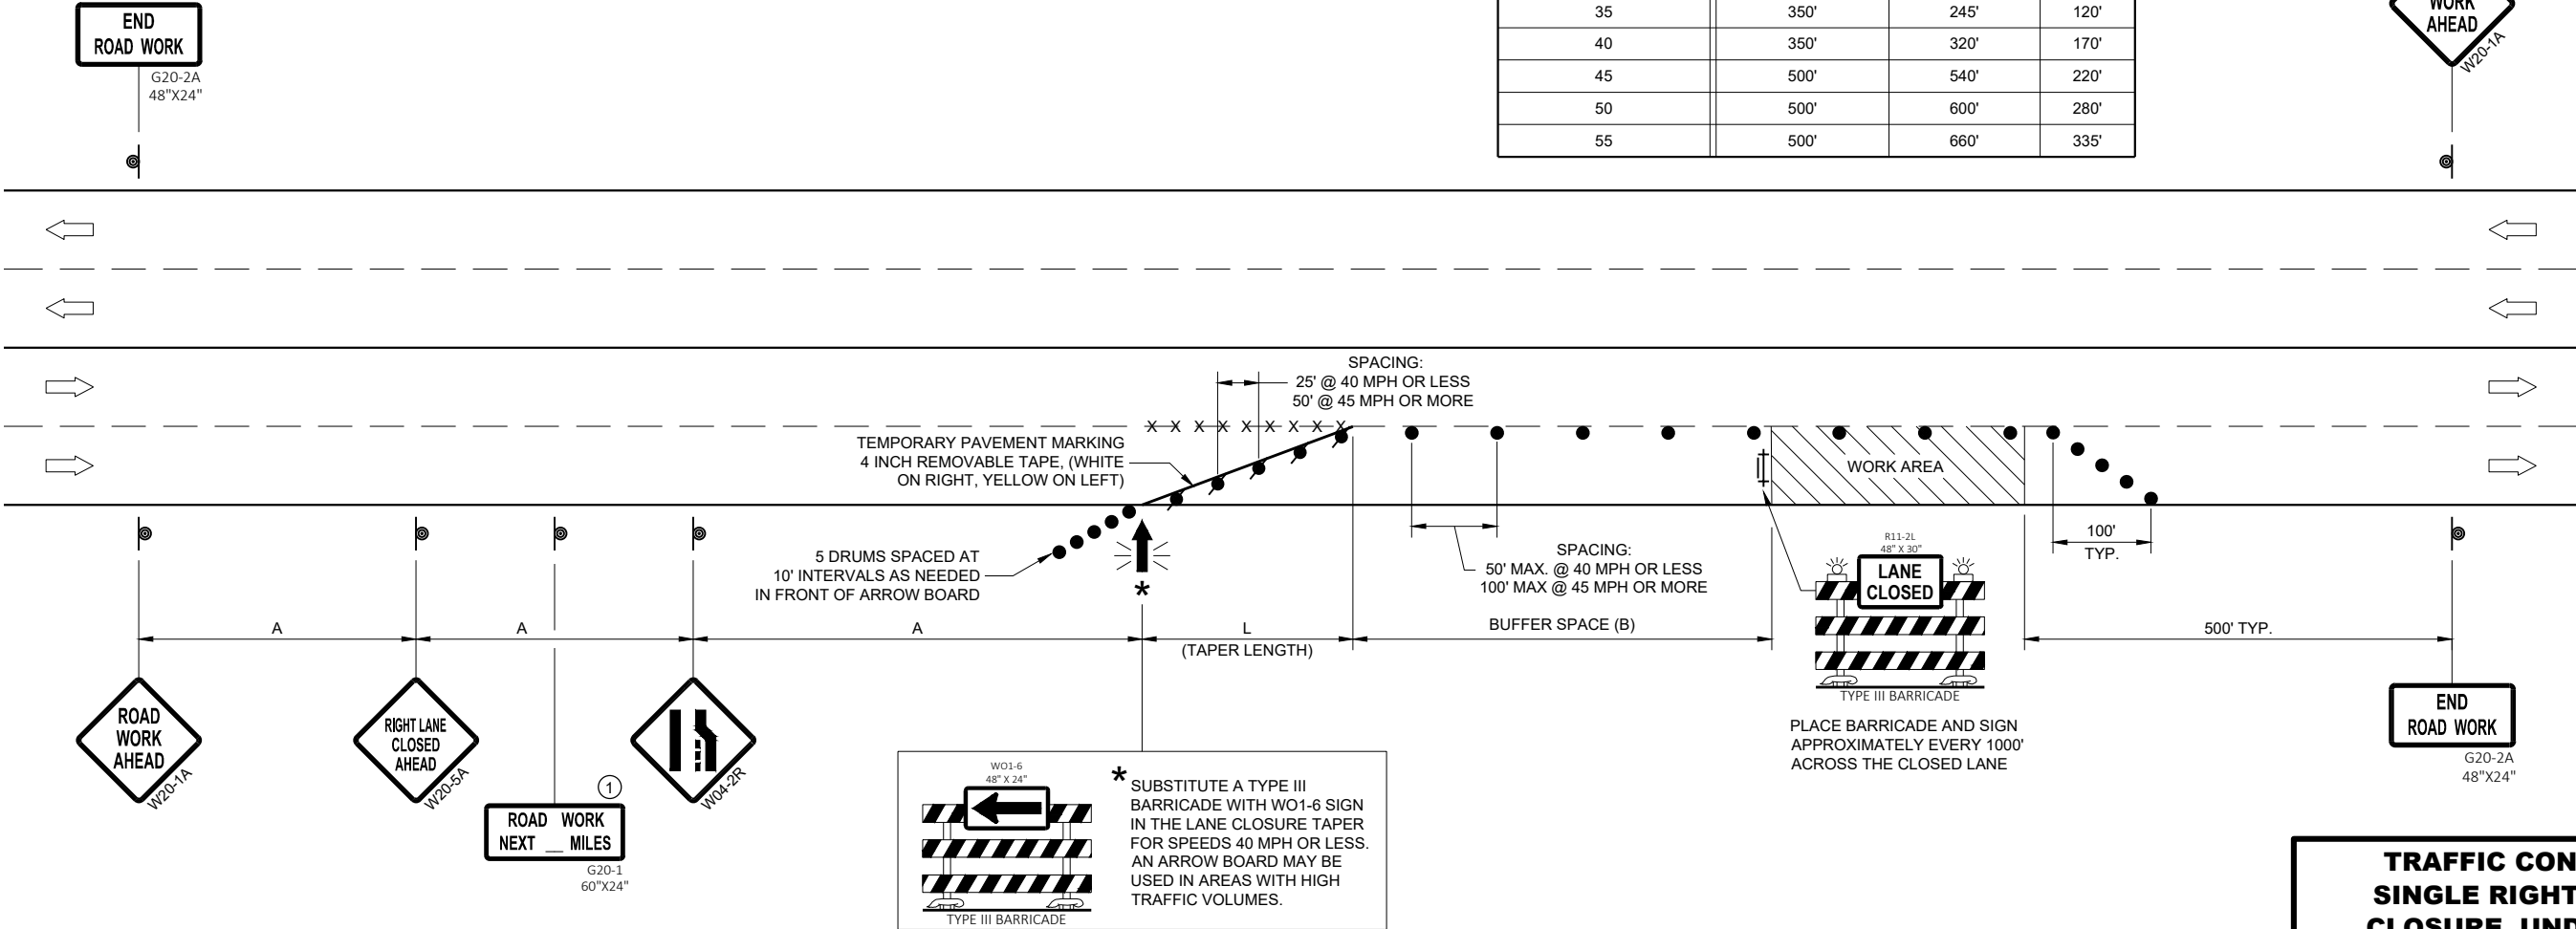 END
ROAD WORK
G20-2A
48"X24"
35 350' 245' 120'
40 350' 320' 170'
45 500' 540' 220'
50 500' 600' 280'
55 500' 660' 335'
WORK
AHEAD
W20-1A
SPACING:
25' @ 40 MPH OR LESS
50' @ 45 MPH OR MORE
X X X X X X X X X
TEMPORARY PAVEMENT MARKING
4 INCH REMOVABLE TAPE, (WHITE
ON RIGHT, YELLOW ON LEFT)
WORK AREA
5 DRUMS SPACED AT
10' INTERVALS AS NEEDED
IN FRONT OF ARROW BOARD
*
SPACING:
50' MAX. @ 40 MPH OR LESS
100' MAX @ 45 MPH OR MORE
R11-2L
48" X 30"
LANE
CLOSED
TYPE III BARRICADE
100'
TYP.
A
A
A
L
(TAPER LENGTH)
BUFFER SPACE (B)
500' TYP.
ROAD
WORK
AHEAD
W20-1A
RIGHT LANE
CLOSED
AHEAD
W20-5A
1
ROAD WORK
NEXT __ MILES
G20-1
60"X24"
W04-2R
WO1-6
48" X 24"
TYPE III BARRICADE
* SUBSTITUTE A TYPE III
BARRICADE WITH WO1-6 SIGN
IN THE LANE CLOSURE TAPER
FOR SPEEDS 40 MPH OR LESS.
AN ARROW BOARD MAY BE
USED IN AREAS WITH HIGH
TRAFFIC VOLUMES.
PLACE BARRICADE AND SIGN
APPROXIMATELY EVERY 1000'
ACROSS THE CLOSED LANE
END
ROAD WORK
G20-2A
48"X24"
TRAFFIC CON
SINGLE RIGHT
CLOSURE, UND